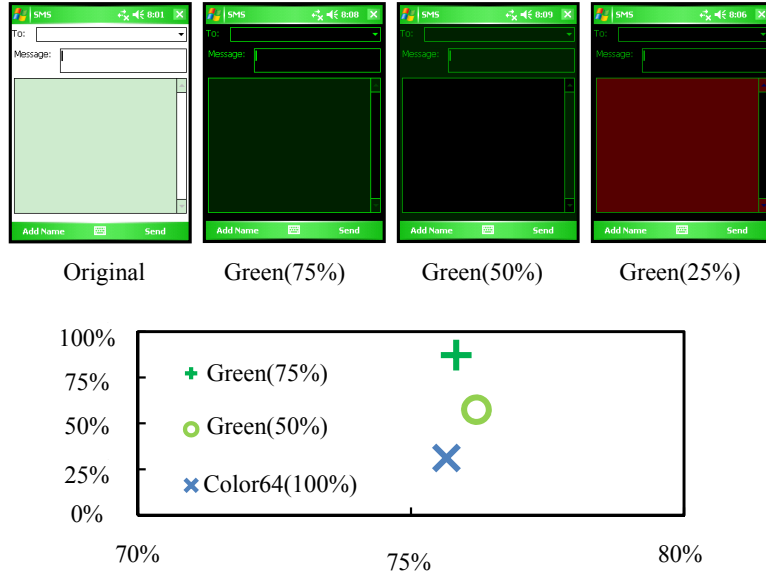 SMS 8:01
To:
Message:
Add Name Send
SMS 8:08
To:
Message:
Add Name Send
SMS 8:09
To:
Message:
Add Name Send
SMS 8:06
To:
Message:
Add Name Send
Original Green(75%) Green(50%) Green(25%)
100%
75%
50%
25%
0%
Green(75%)
Green(50%)
Color64(100%)
70% 75% 80%